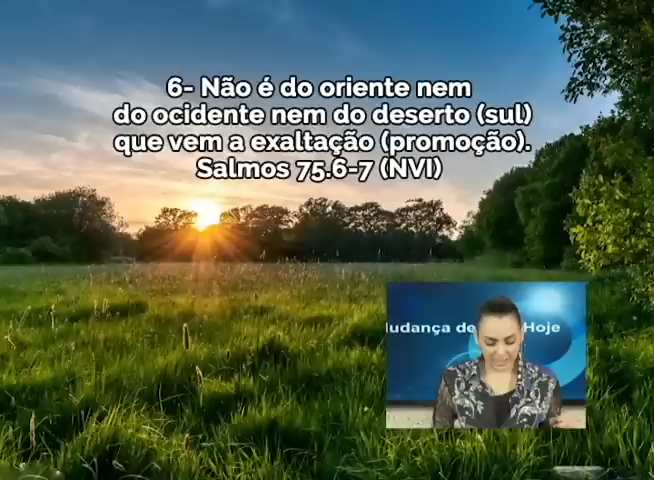 6- Não é do oriente nem
do ocidente nem do deserto (sul)
que vem a exaltação (promoção).
Salmos 75.6-7 (NVI)
udança de Hoje